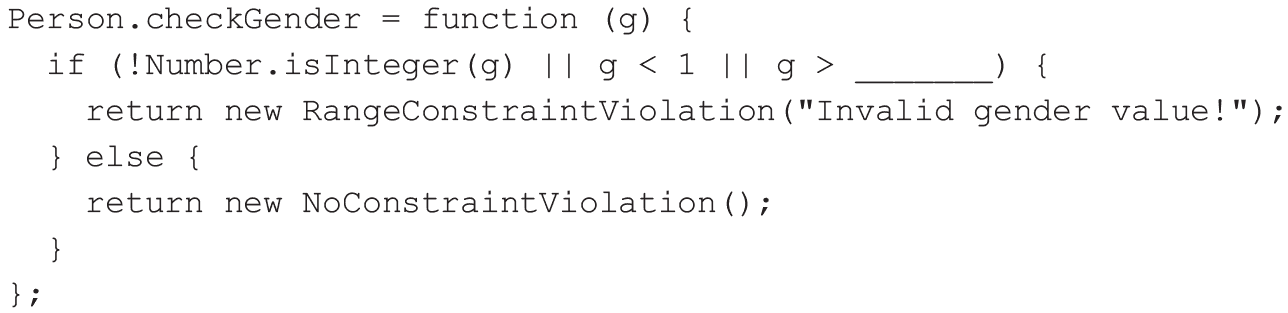 Person.checkGender = function (g) {
  if (!Number.isInteger(g) || g < 1 || g > _______) {
    return new RangeConstraintViolation("Invalid gender value!");
  } else {
    return new NoConstraintViolation();
  }
};